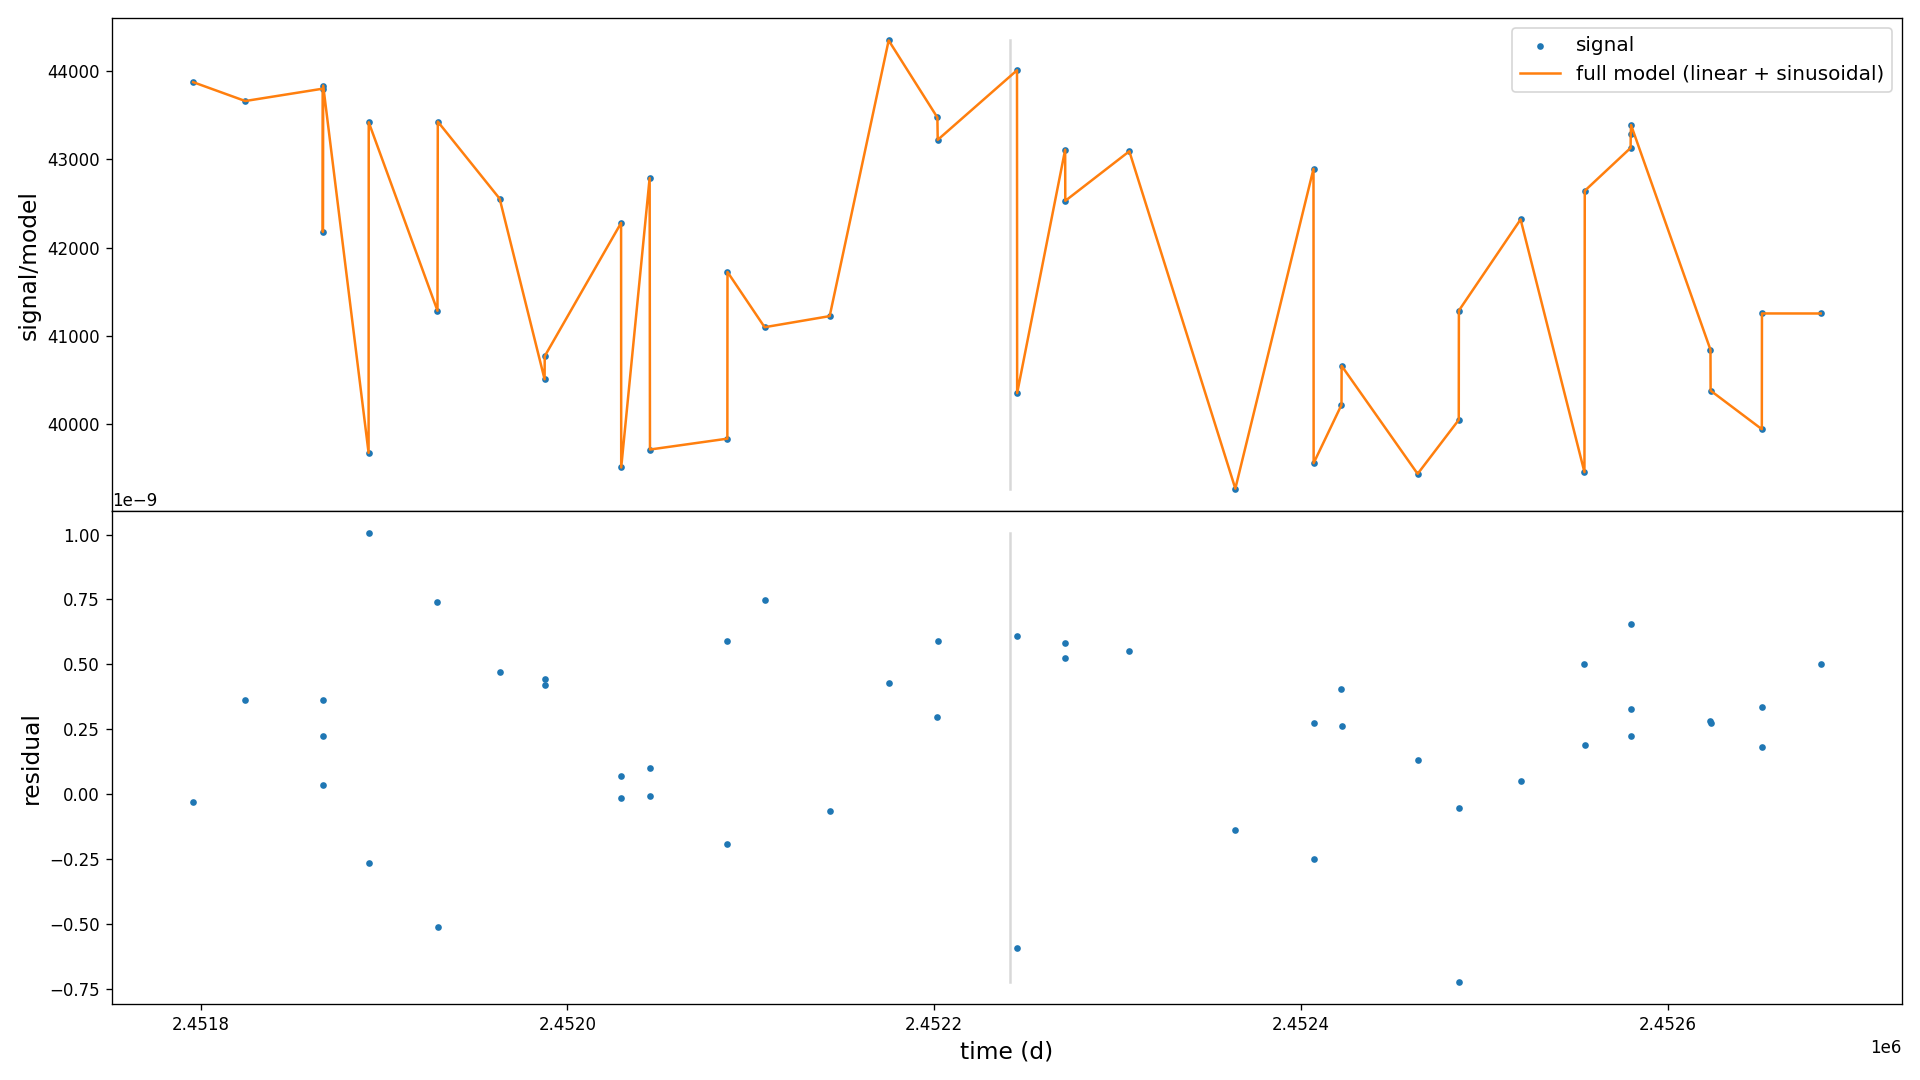 signal
full model (linear + sinusoidal)
44000
43000
42000
41000
40000
signal/model
1e−9
1.00
0.75
0.50
0.25
0.00
−0.25
−0.50
−0.75
residual
2.4518
2.4520
2.4522
2.4524
2.4526
1e6
time (d)